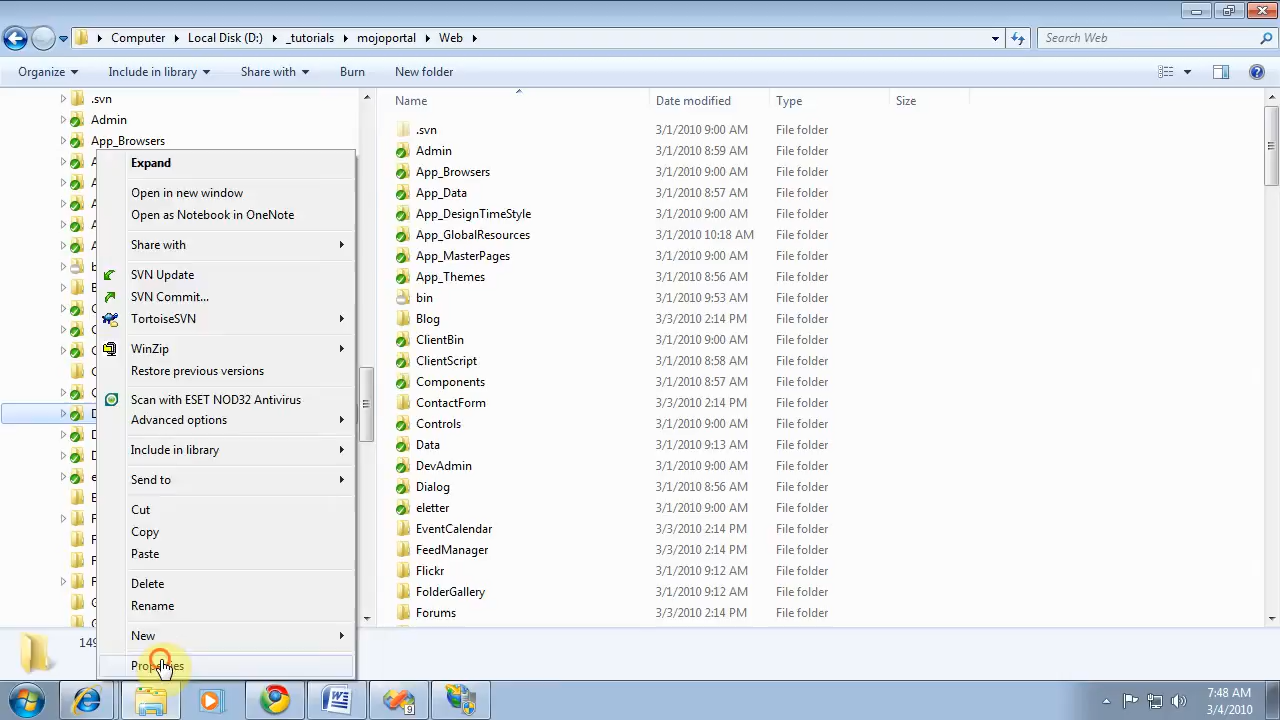 Computer
Local Disk (D:)
_tutorials
mojoportal
Web
Search Web
Organize
Include in library
Share with
Burn
New folder
.svn
Admin
App_Browsers
Expand
Open in new window
Open as Notebook in OneNote
Share with
SVN Update
SVN Commit...
TortoiseSVN
WinZip
Restore previous versions
Scan with ESET NOD32 Antivirus
Advanced options
Include in library
Send to
Cut
Copy
Paste
Delete
Rename
New
Properties
149
Name Date modified Type Size
.svn 3/1/2010 9:00 AM File folder
Admin 3/1/2010 8:59 AM File folder
App_Browsers 3/1/2010 9:00 AM File folder
App_Data 3/1/2010 8:57 AM File folder
App_DesignTimeStyle 3/1/2010 9:00 AM File folder
App_GlobalResources 3/1/2010 10:18 AM File folder
App_MasterPages 3/1/2010 9:00 AM File folder
App_Themes 3/1/2010 8:56 AM File folder
bin 3/1/2010 9:53 AM File folder
Blog 3/3/2010 2:14 PM File folder
ClientBin 3/1/2010 9:00 AM File folder
ClientScript 3/1/2010 8:58 AM File folder
Components 3/1/2010 8:57 AM File folder
ContactForm 3/3/2010 2:14 PM File folder
Controls 3/1/2010 9:00 AM File folder
Data 3/1/2010 9:13 AM File folder
DevAdmin 3/1/2010 9:00 AM File folder
Dialog 3/1/2010 8:56 AM File folder
eletter 3/1/2010 9:00 AM File folder
EventCalendar 3/3/2010 2:14 PM File folder
FeedManager 3/3/2010 2:14 PM File folder
Flickr 3/1/2010 9:12 AM File folder
FolderGallery 3/1/2010 9:12 AM File folder
Forums 3/3/2010 2:14 PM File folder
7:48 AM
3/4/2010